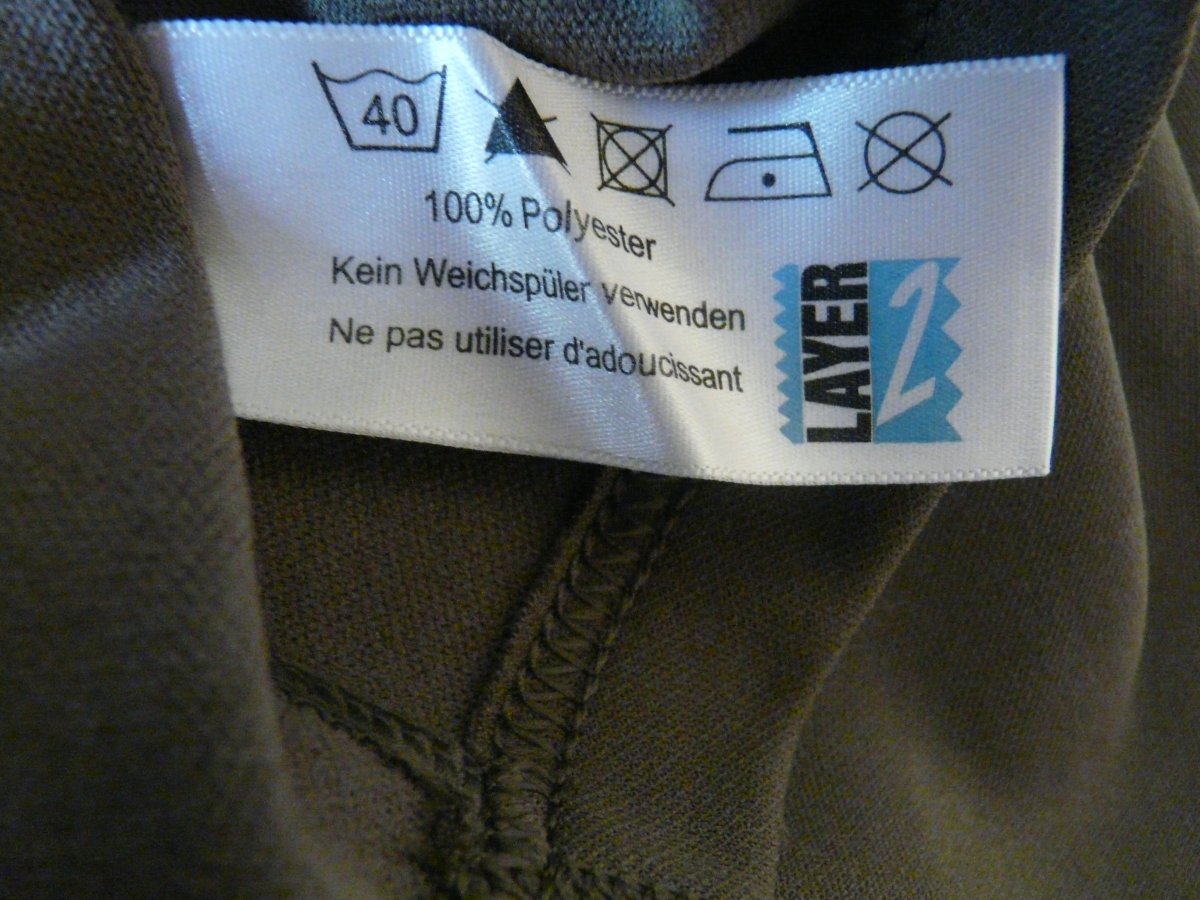 40
100% Polyester
Kein Weichspüler verwenden
Ne pas utiliser d'adoucissant
LAYER
2